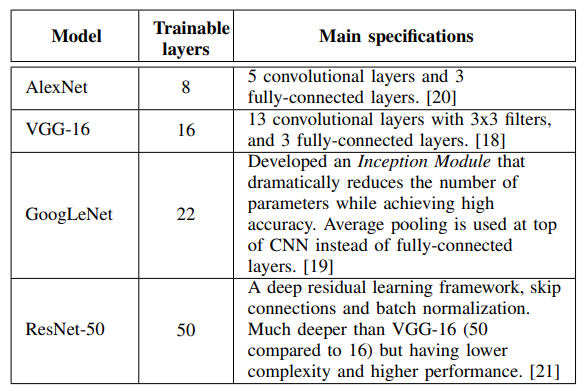 Model Trainable layers Main specifications
AlexNet 8 5 convolutional layers and 3
fully-connected layers. [20]
VGG-16 16 13 convolutional layers with 3x3 filters,
and 3 fully-connected layers. [18]
GoogLeNet 22 Developed an Inception Module that
dramatically reduces the number of
parameters while achieving high
accuracy. Average pooling is used at top
of CNN instead of fully-connected
layers. [19]
ResNet-50 50 A deep residual learning framework, skip
connections and batch normalization.
Much deeper than VGG-16 (50
compared to 16) but having lower
complexity and higher performance. [21]